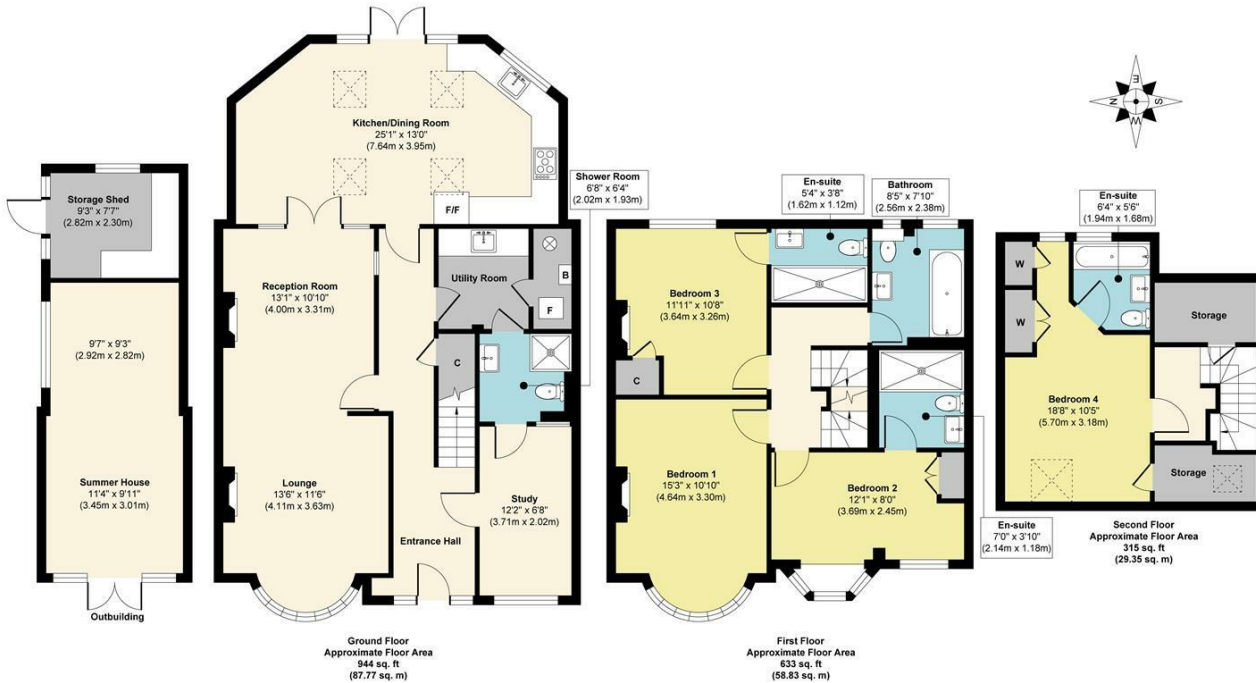 Storage Shed
9'3" x 7'7"
(2.82m x 2.30m)
9'7" x 9'3"
(2.92m x 2.82m)
Summer House
11'4" x 9'11"
(3.45m x 3.01m)
Outbuilding
Kitchen/Dining Room
25'1" x 13'0"
(7.64m x 3.95m)
F/F
Reception Room
13'1" x 10'10"
(4.00m x 3.31m)
Utility Room
B
F
C
Lounge
13'6" x 11'6"
(4.11m x 3.63m)
Entrance Hall
Study
12'2" x 6'8"
(3.71m x 2.02m)
Shower Room
6'8" x 6'4"
(2.02m x 1.93m)
Ground Floor
Approximate Floor Area
944 sq. ft
(87.77 sq. m)
En-suite
5'4" x 3'8"
(1.62m x 1.12m)
Bathroom
8'5" x 7'10"
(2.56m x 2.38m)
Bedroom 3
11'11" x 10'8"
(3.64m x 3.26m)
C
Bedroom 1
15'3" x 10'10"
(4.64m x 3.30m)
Bedroom 2
12'1" x 8'0"
(3.69m x 2.45m)
En-suite
7'0" x 3'10"
(2.14m x 1.18m)
First Floor
Approximate Floor Area
633 sq. ft
(58.83 sq. m)
E
N
S
W
En-suite
6'4" x 5'6"
(1.94m x 1.68m)
W
W
Storage
Bedroom 4
18'8" x 10'5"
(5.70m x 3.18m)
Storage
Second Floor
Approximate Floor Area
315 sq. ft
(29.35 sq. m)